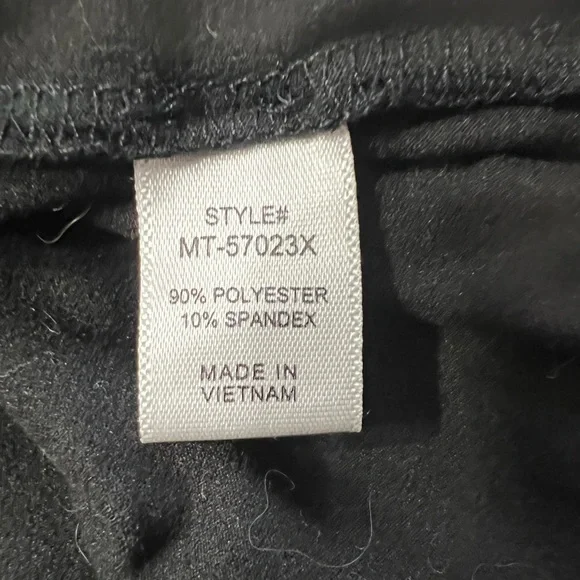 STYLE#
MT-57023X
90% POLYESTER
10% SPANDEX
MADE IN
VIETNAM